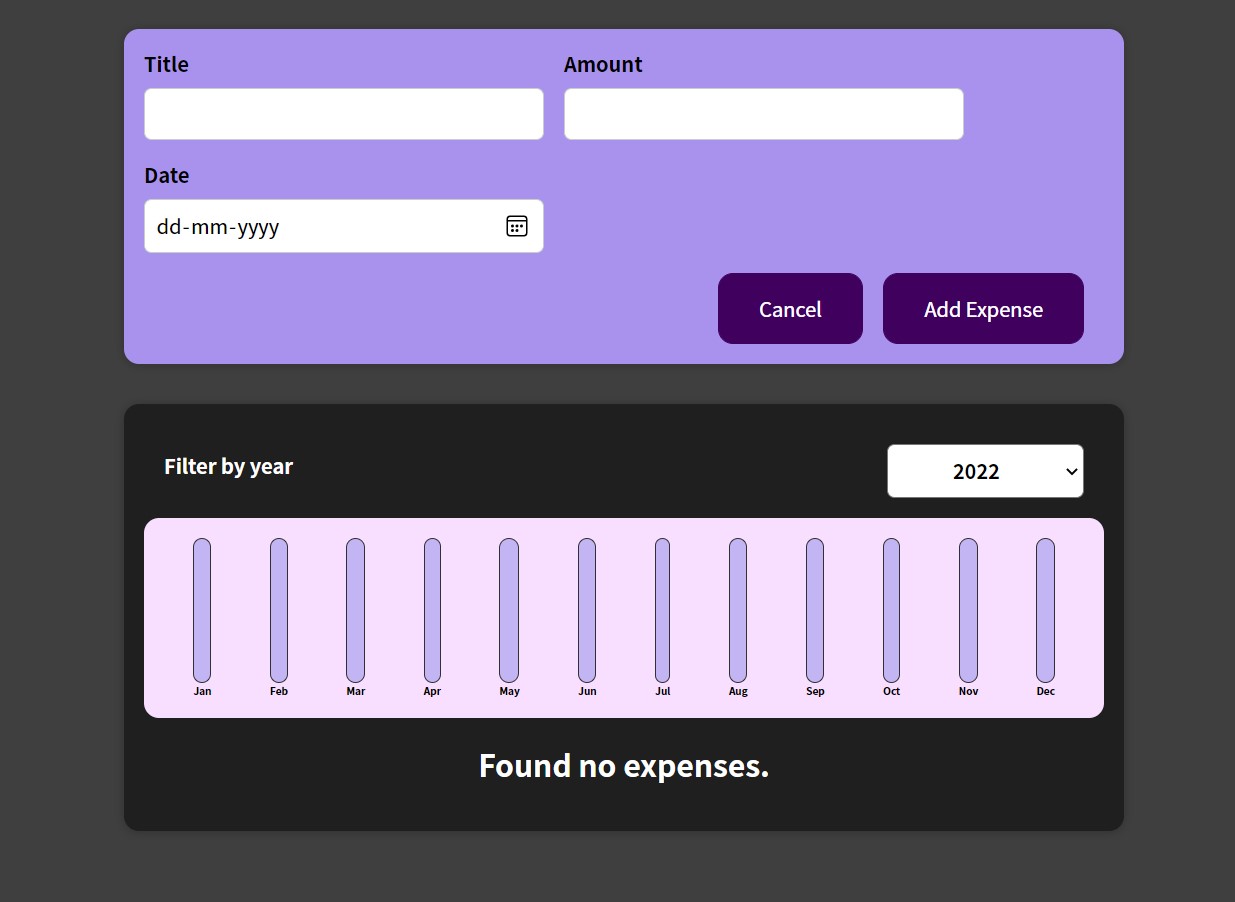 Title Amount
Date
dd-mm-yyyy
Cancel Add Expense
Filter by year 2022
Jan Feb Mar Apr May Jun Jul Aug Sep Oct Nov Dec
Found no expenses.